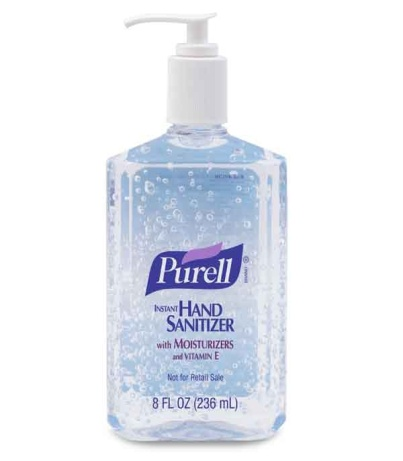 Purell
INSTANT HAND
SANITIZER
with MOISTURIZERS
and VITAMIN E
Not for Retail Sale
8 FL OZ (236 mL)